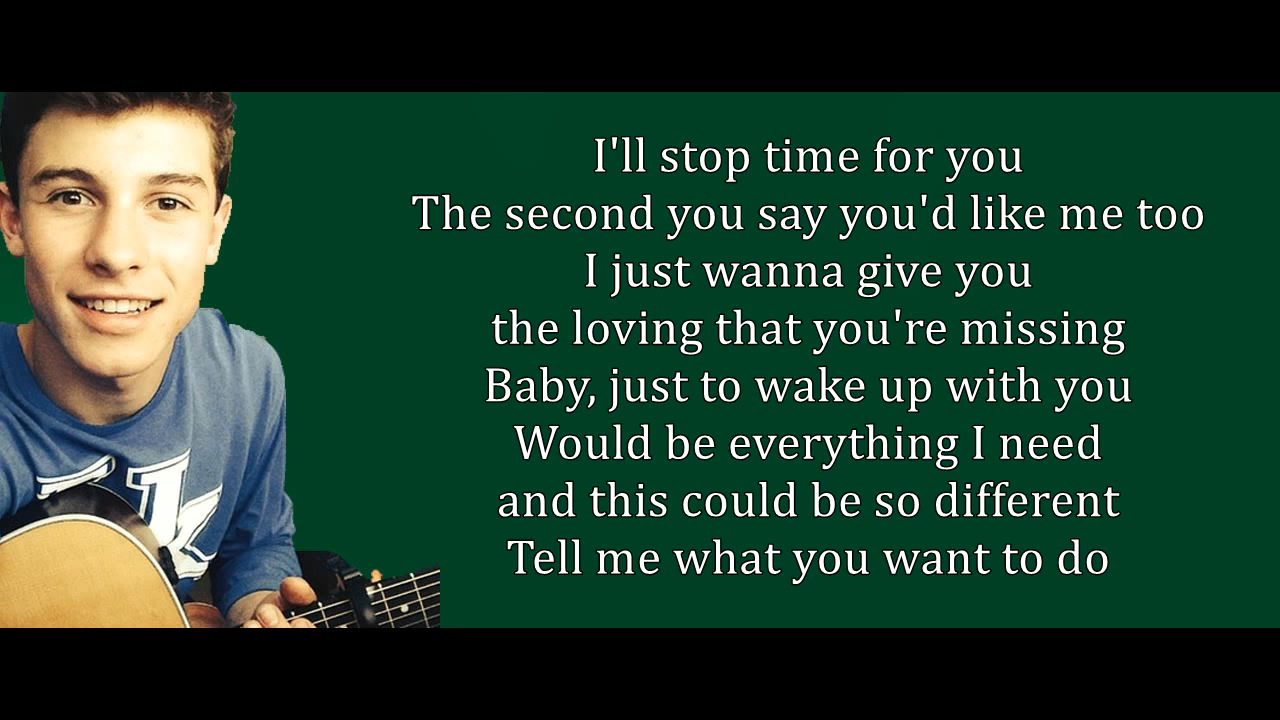 I'll stop time for you
The second you say you'd like me too
I just wanna give you
the loving that you're missing
Baby, just to wake up with you
Would be everything I need
and this could be so different
Tell me what you want to do